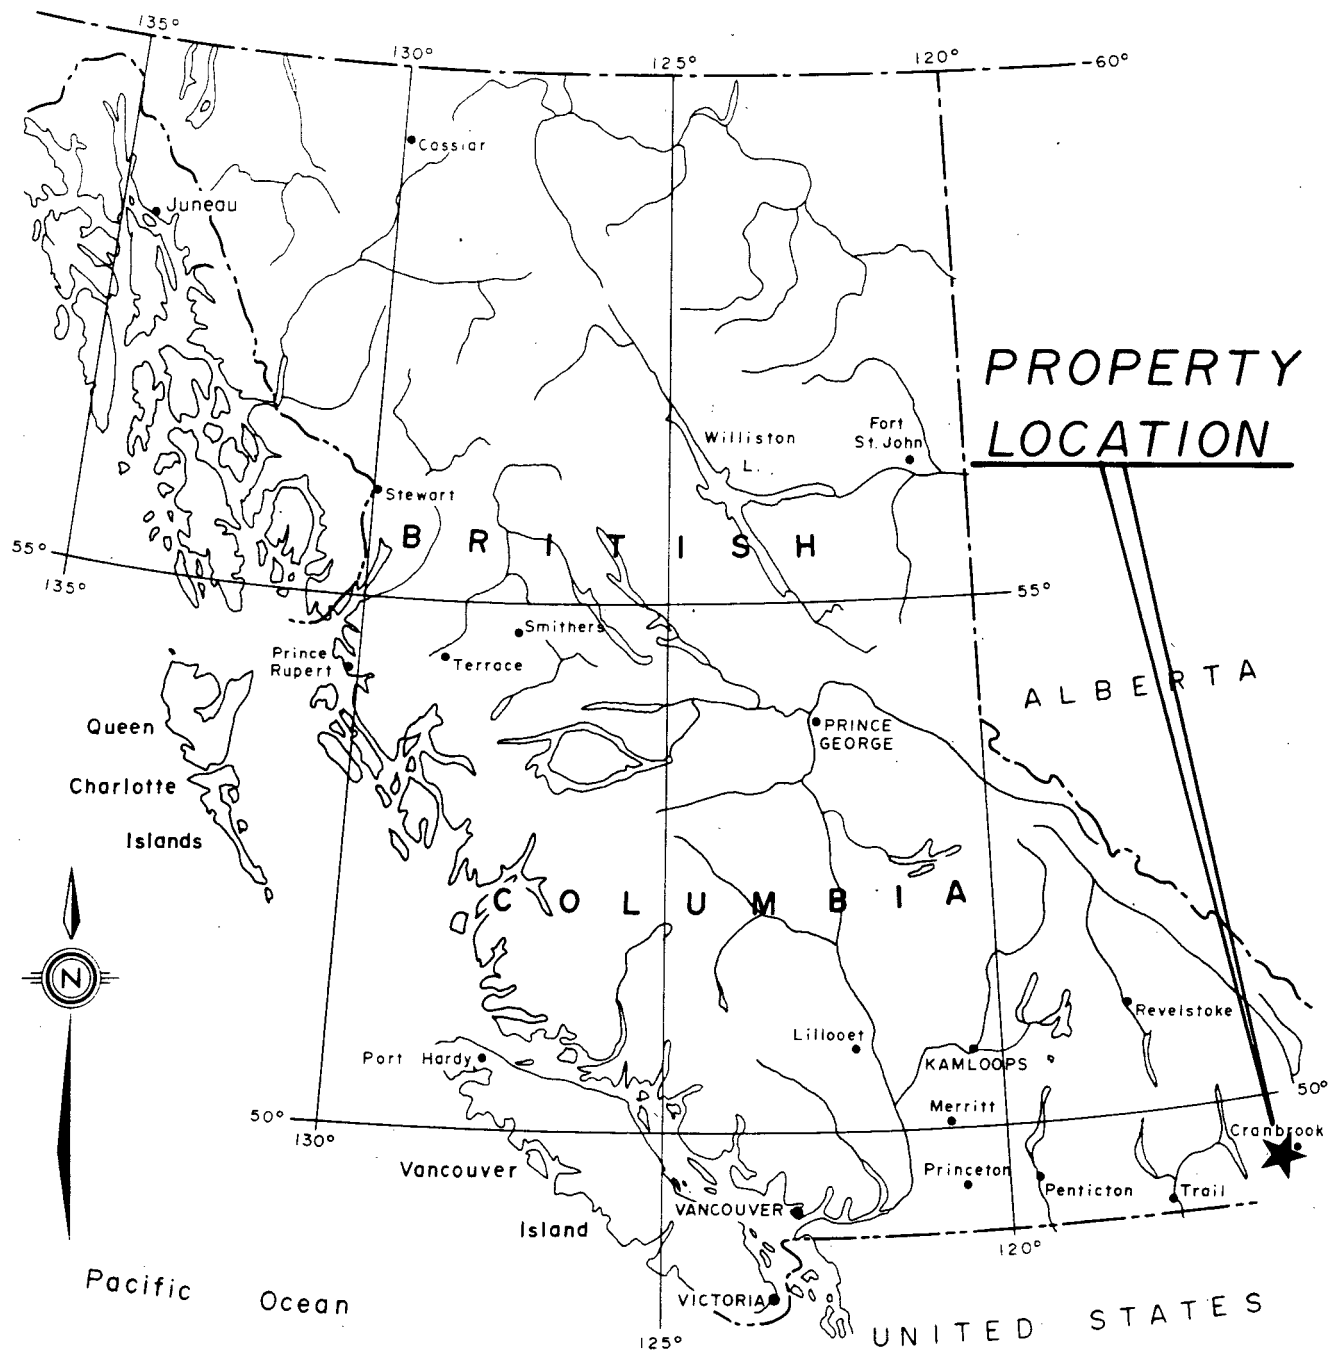 135°
130°
125°
120°
60°
Cassiar
Juneau
PROPERTY
LOCATION
Williston
L.
Fort
St. John
Stewart
BRITISH
55°
135°
55°
Smithers
Prince
Rupert
Terrace
ALBERTA
Queen
PRINCE
GEORGE
Charlotte
Islands
COLUMBIA
N
Revelstoke
Lillooet
Port Hardy
KAMLOOPS
50°
Merritt
50°
130°
Cranbrook
Vancouver
Princeton
Penticton
Trail
VANCOUVER
Island
120°
Pacific Ocean
VICTORIA
UNITED STATES
125°